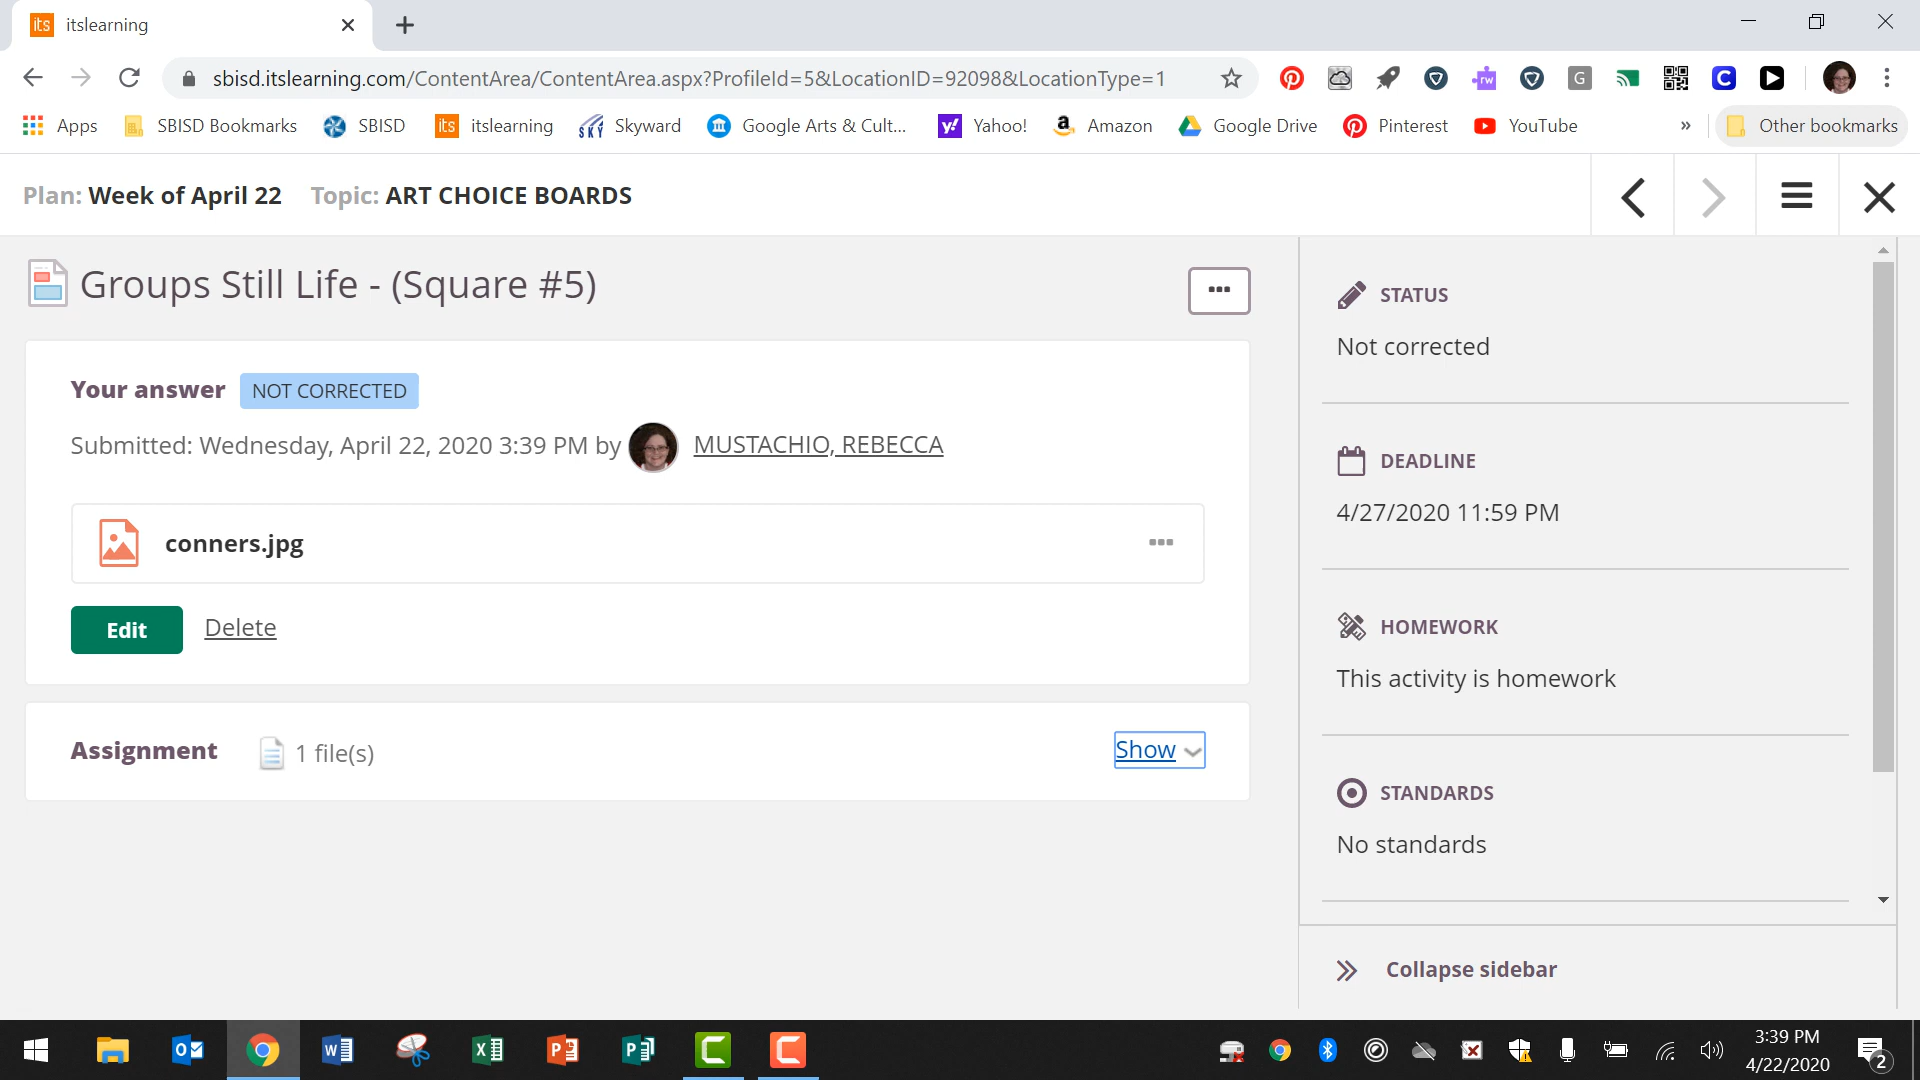 its itslearning
sbisd.itslearning.com/ContentArea/ContentArea.aspx?ProfileId=5&LocationID=92098&LocationType=1
Apps SBISD Bookmarks SBISD its itslearning SKY Skyward Google Arts & Cult... Yahoo! Amazon Google Drive Pinterest YouTube » Other bookmarks
Plan: Week of April 22 Topic: ART CHOICE BOARDS
Groups Still Life - (Square #5)
Your answer NOT CORRECTED
Submitted: Wednesday, April 22, 2020 3:39 PM by MUSTACHIO, REBECCA
conners.jpg
Edit Delete
Assignment 1 file(s) Show
STATUS
Not corrected
DEADLINE
4/27/2020 11:59 PM
HOMEWORK
This activity is homework
STANDARDS
No standards
Collapse sidebar
3:39 PM
4/22/2020
2